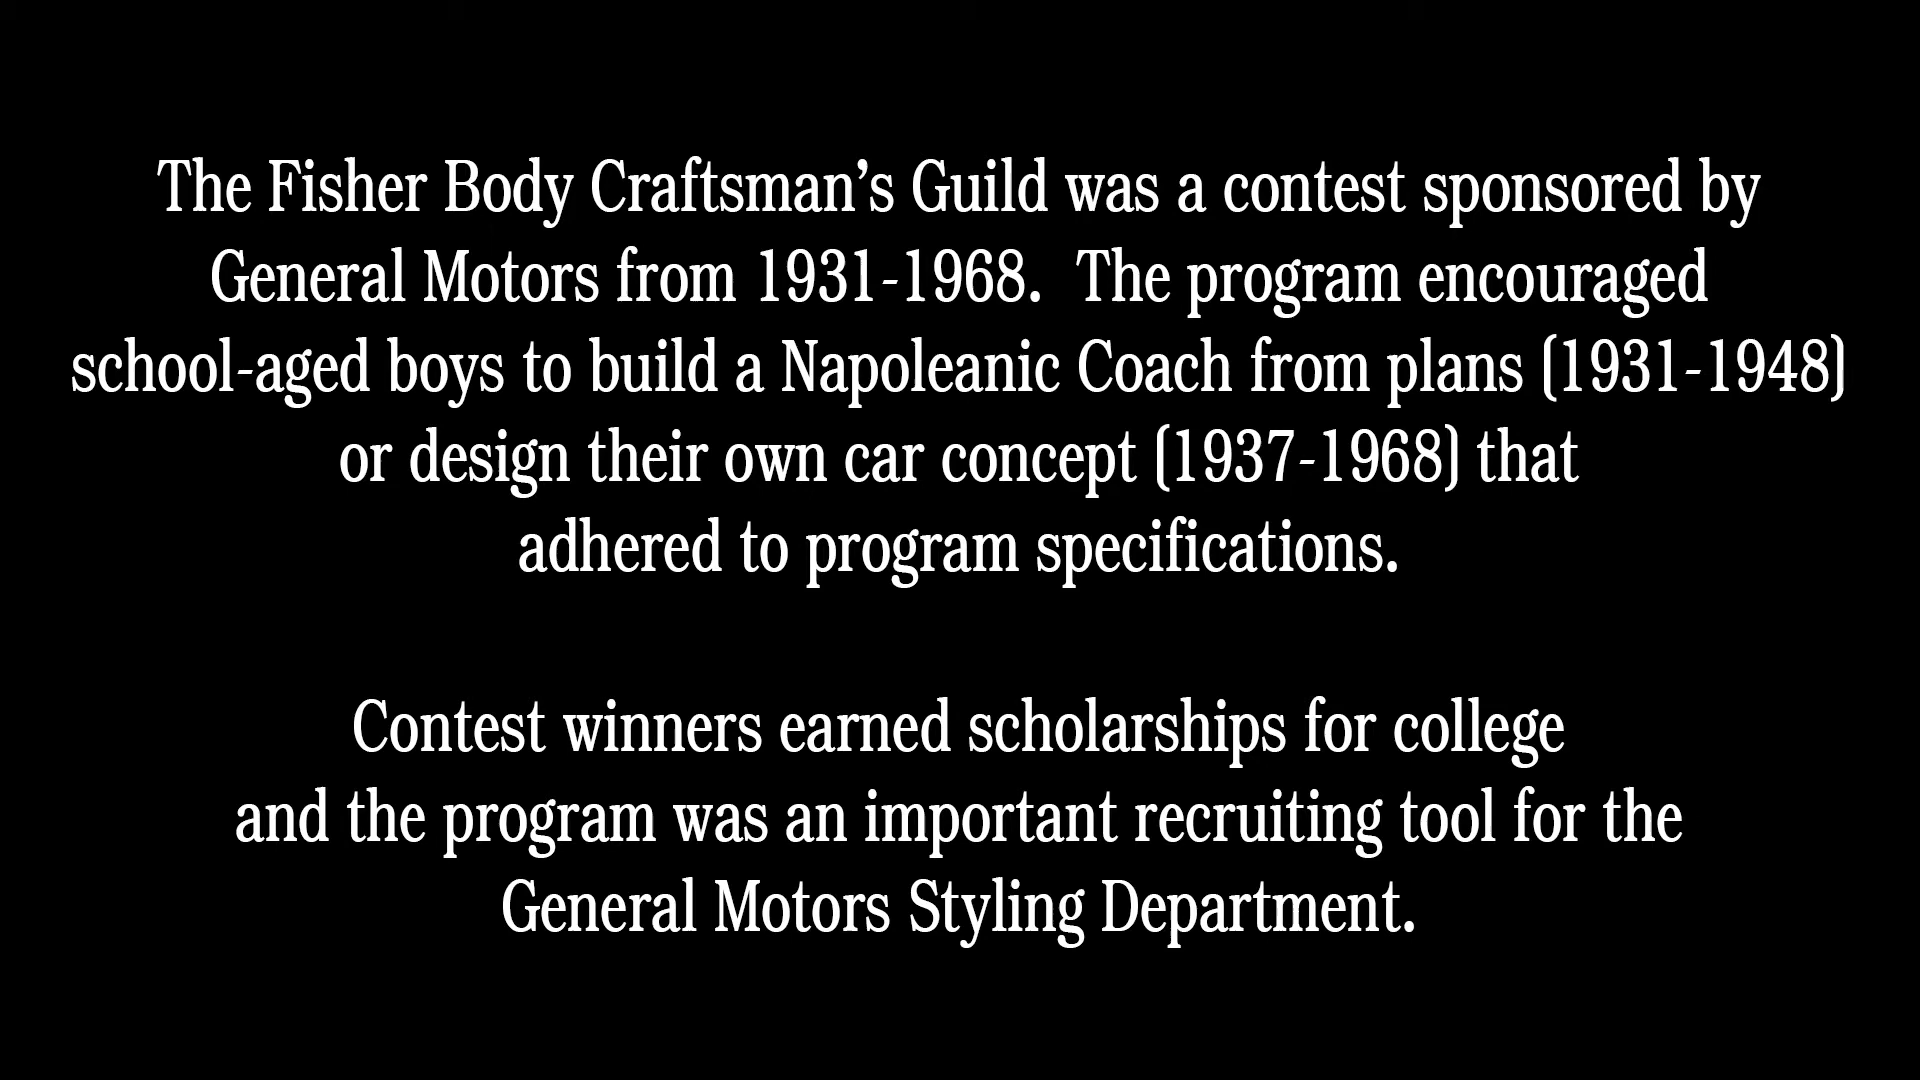 The Fisher Body Craftsman’s Guild was a contest sponsored by
General Motors from 1931-1968.  The program encouraged
school-aged boys to build a Napoleanic Coach from plans (1931-1948)
or design their own car concept (1937-1968) that
adhered to program specifications.
Contest winners earned scholarships for college
and the program was an important recruiting tool for the
General Motors Styling Department.